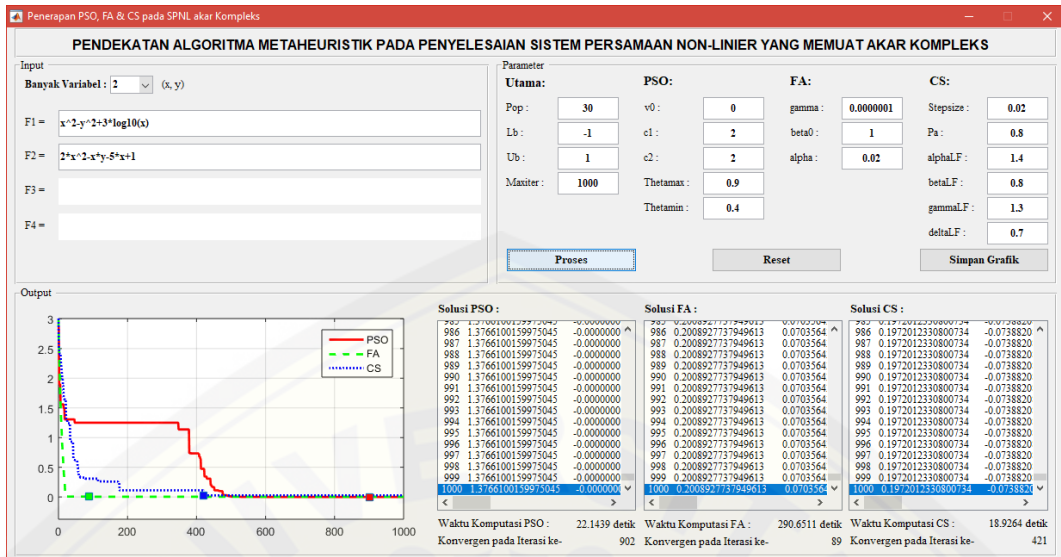 Penerapan PSO, FA & CS pada SPNL akar Kompleks
PENDEKATAN ALGORITMA METAHEURISTIK PADA PENYELESAIAN SISTEM PERSAMAAN NON-LINIER YANG MEMUAT AKAR KOMPLEKS
Input
Banyak Variabel : 2 (x, y)
F1 = x^2-y^2+3*log10(x)
F2 = 2*x^2-x*y-5*x+1
F3 =
F4 =
Parameter
Utama: PSO: FA: CS:
Pop : 30 v0 : 0 gamma : 0.0000001 Stepsize : 0.02
Lb : -1 c1 : 2 beta0 : 1 Pa : 0.8
Ub : 1 c2 : 2 alpha : 0.02 alphaLF : 1.4
Maxiter : 1000 Thetamax : 0.9 betaLF : 0.8
Thetamin : 0.4 gammaLF : 1.3
deltaLF : 0.7
Proses Reset Simpan Grafik
Output
3
2.5
2
1.5
1
0.5
0
0 200 400 600 800 1000
PSO
FA
CS
Solusi PSO :
986 1.3766100159975045 -0.0000000
987 1.3766100159975045 -0.0000000
988 1.3766100159975045 -0.0000000
989 1.3766100159975045 -0.0000000
990 1.3766100159975045 -0.0000000
991 1.3766100159975045 -0.0000000
992 1.3766100159975045 -0.0000000
993 1.3766100159975045 -0.0000000
994 1.3766100159975045 -0.0000000
995 1.3766100159975045 -0.0000000
996 1.3766100159975045 -0.0000000
997 1.3766100159975045 -0.0000000
998 1.3766100159975045 -0.0000000
999 1.3766100159975045 -0.0000000
1000 1.3766100159975045 -0.000000
Waktu Komputasi PSO : 22.1439 detik
Konvergen pada Iterasi ke- 902
Solusi FA :
986 0.2008927737949613 0.0703564
987 0.2008927737949613 0.0703564
988 0.2008927737949613 0.0703564
989 0.2008927737949613 0.0703564
990 0.2008927737949613 0.0703564
991 0.2008927737949613 0.0703564
992 0.2008927737949613 0.0703564
993 0.2008927737949613 0.0703564
994 0.2008927737949613 0.0703564
995 0.2008927737949613 0.0703564
996 0.2008927737949613 0.0703564
997 0.2008927737949613 0.0703564
998 0.2008927737949613 0.0703564
999 0.2008927737949613 0.0703564
1000 0.2008927737949613 0.070356
Waktu Komputasi FA : 290.6511 detik
Konvergen pada Iterasi ke- 89
Solusi CS :
986 0.1972012330800734 -0.0738820
987 0.1972012330800734 -0.0738820
988 0.1972012330800734 -0.0738820
989 0.1972012330800734 -0.0738820
990 0.1972012330800734 -0.0738820
991 0.1972012330800734 -0.0738820
992 0.1972012330800734 -0.0738820
993 0.1972012330800734 -0.0738820
994 0.1972012330800734 -0.0738820
995 0.1972012330800734 -0.0738820
996 0.1972012330800734 -0.0738820
997 0.1972012330800734 -0.0738820
998 0.1972012330800734 -0.0738820
999 0.1972012330800734 -0.0738820
1000 0.1972012330800734 -0.073882
Waktu Komputasi CS : 18.9264 detik
Konvergen pada Iterasi ke- 421